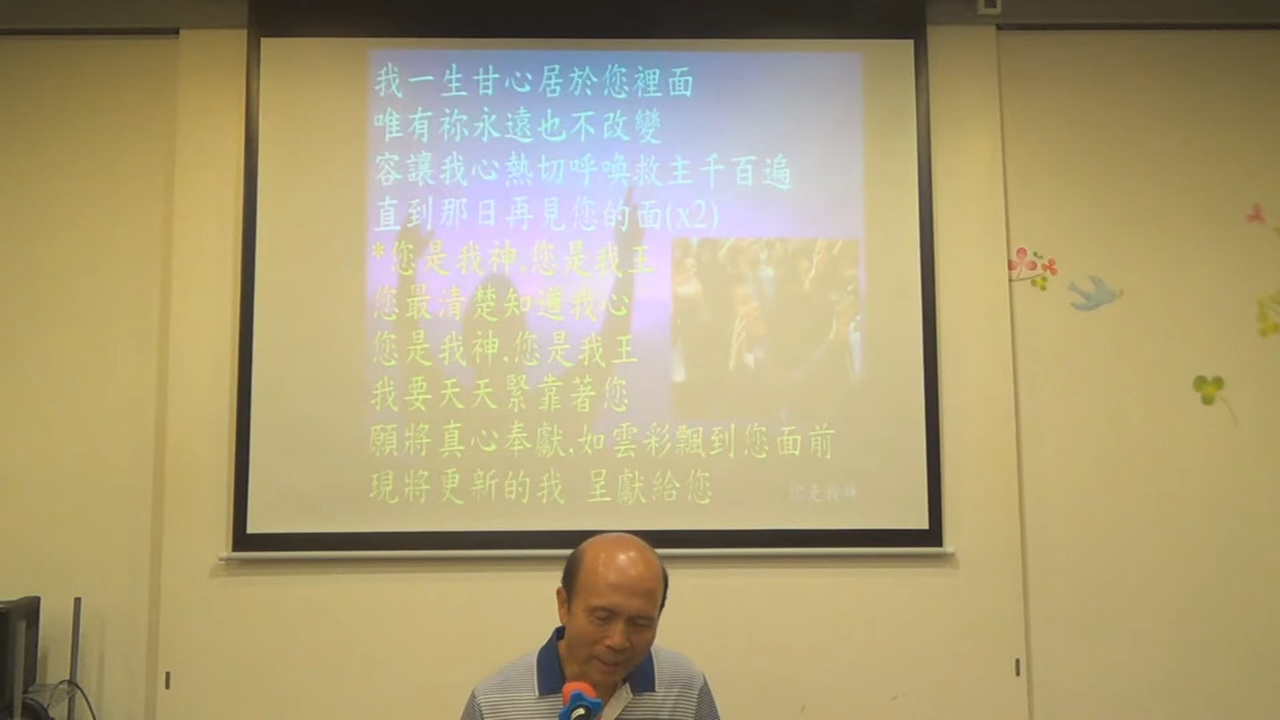 我一生甘心居於您裡面
唯有祢永遠也不改變
容讓我心熱切呼喚救主千百遍
直到那日再見您的面(x2)
*您是我神,您是我王
您最清楚知道我心
您是我神,您是我王
我要天天緊靠著您
願將真心奉獻,如雲彩飄到您面前
現將更新的我 呈獻給您
你是我神